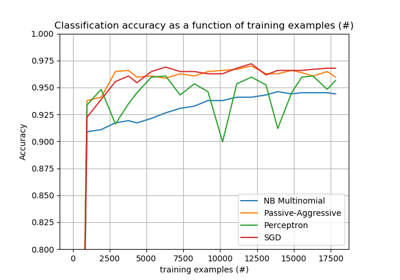 Classification accuracy as a function of training examples (#)
1.000
0.975
0.950
0.925
0.900
0.875
0.850
0.825
0.800
Accuracy
NB Multinomial
Passive-Aggressive
Perceptron
SGD
0 2500 5000 7500 10000 12500 15000 17500
training examples (#)